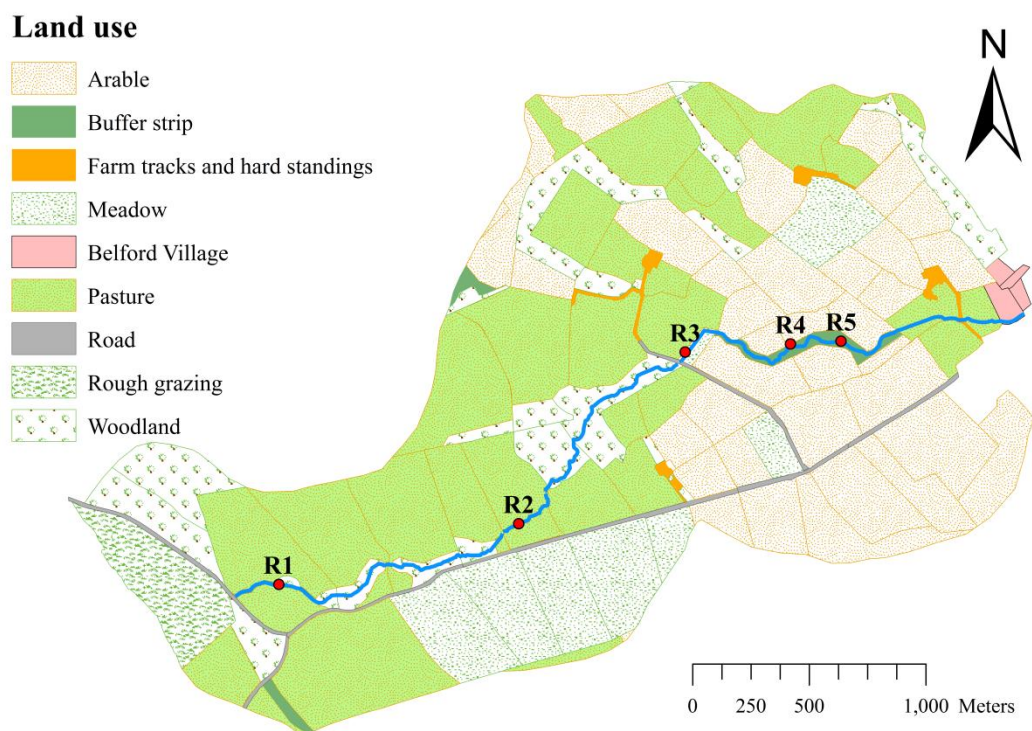 Land use
Arable
Buffer strip
Farm tracks and hard standings
Meadow
Belford Village
Pasture
Road
Rough grazing
Woodland
N
R3
R4
R5
R2
R1
0 250 500 1,000 Meters